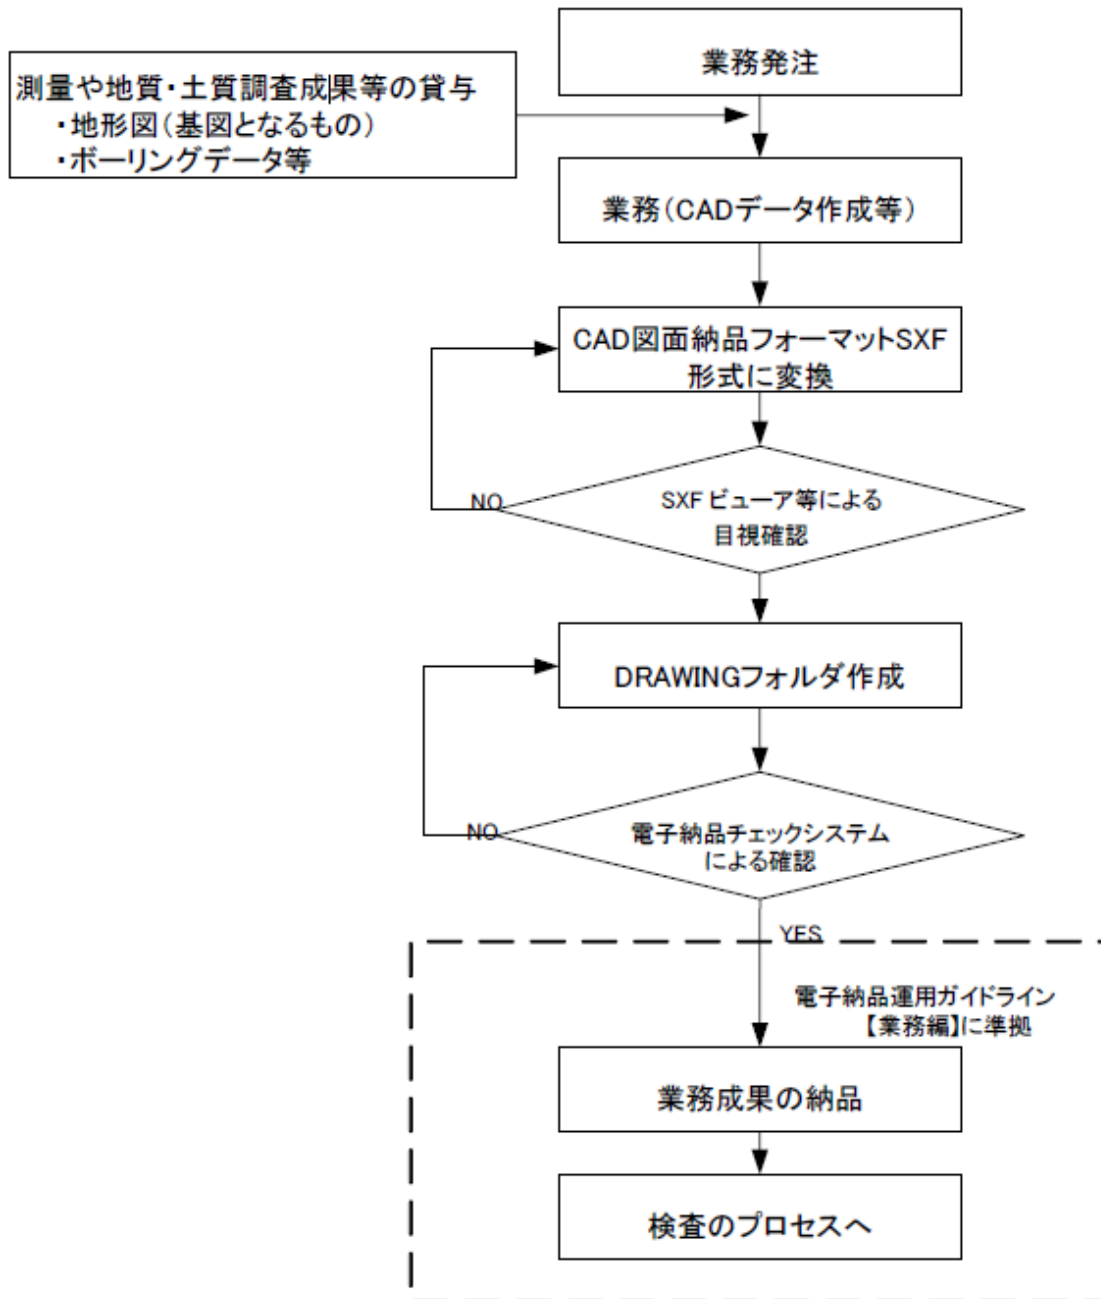 業務発注
測量や地質・土質調査成果等の貸与
・地形図（基図となるもの）
・ボーリングデータ等
業務（CADデータ作成等）
CAD図面納品フォーマットSXF
形式に変換
NO
SXF ビューア等による
目視確認
DRAWINGフォルダ作成
NO
電子納品チェックシステム
による確認
YES
電子納品運用ガイドライン
【業務編】に準拠
業務成果の納品
検査のプロセスへ